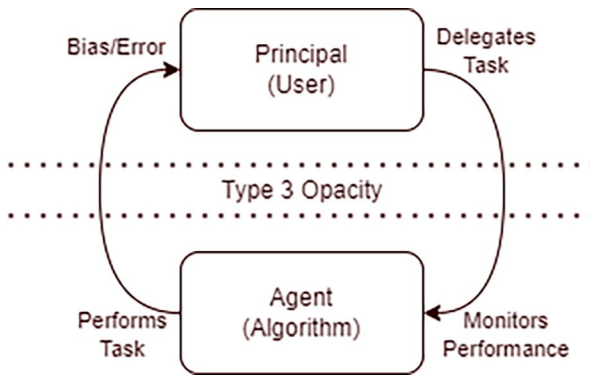 Bias/Error
Principal
(User)
Delegates
Task
Type 3 Opacity
Agent
(Algorithm)
Performs
Task
Monitors
Performance